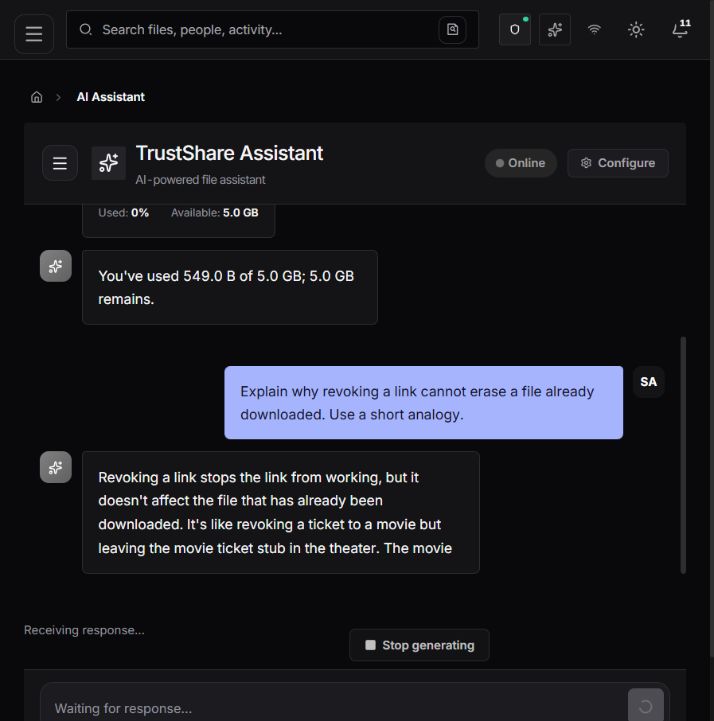 Search files, people, activity...
11
AI Assistant
TrustShare Assistant
AI-powered file assistant
Online
Configure
Used: 0% Available: 5.0 GB
You've used 549.0 B of 5.0 GB; 5.0 GB
remains.
Explain why revoking a link cannot erase a file already
downloaded. Use a short analogy.
SA
Revoking a link stops the link from working, but it
doesn't affect the file that has already been
downloaded. It's like revoking a ticket to a movie but
leaving the movie ticket stub in the theater. The movie
Receiving response...
Stop generating
Waiting for response...